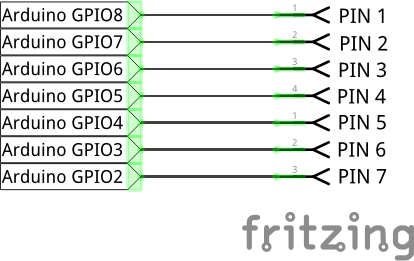 Arduino GPIO8 1 PIN 1
Arduino GPIO7 2 PIN 2
Arduino GPIO6 3 PIN 3
Arduino GPIO5 4 PIN 4
Arduino GPIO4 1 PIN 5
Arduino GPIO3 2 PIN 6
Arduino GPIO2 3 PIN 7
fritzing